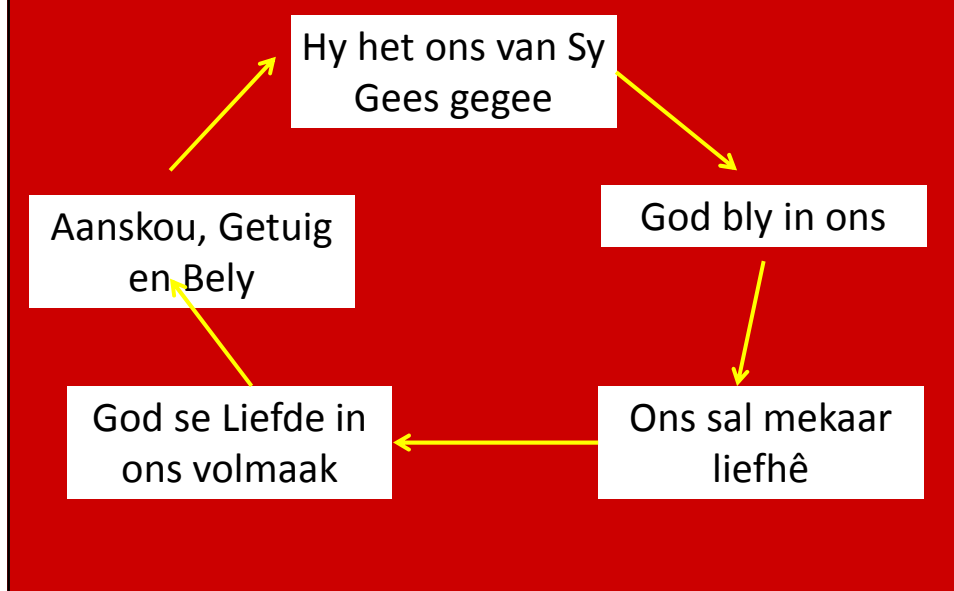 Hy het ons van Sy
Gees gegee
God bly in ons
Ons sal mekaar
liefhê
God se Liefde in
ons volmaak
Aanskou, Getuig
en Bely